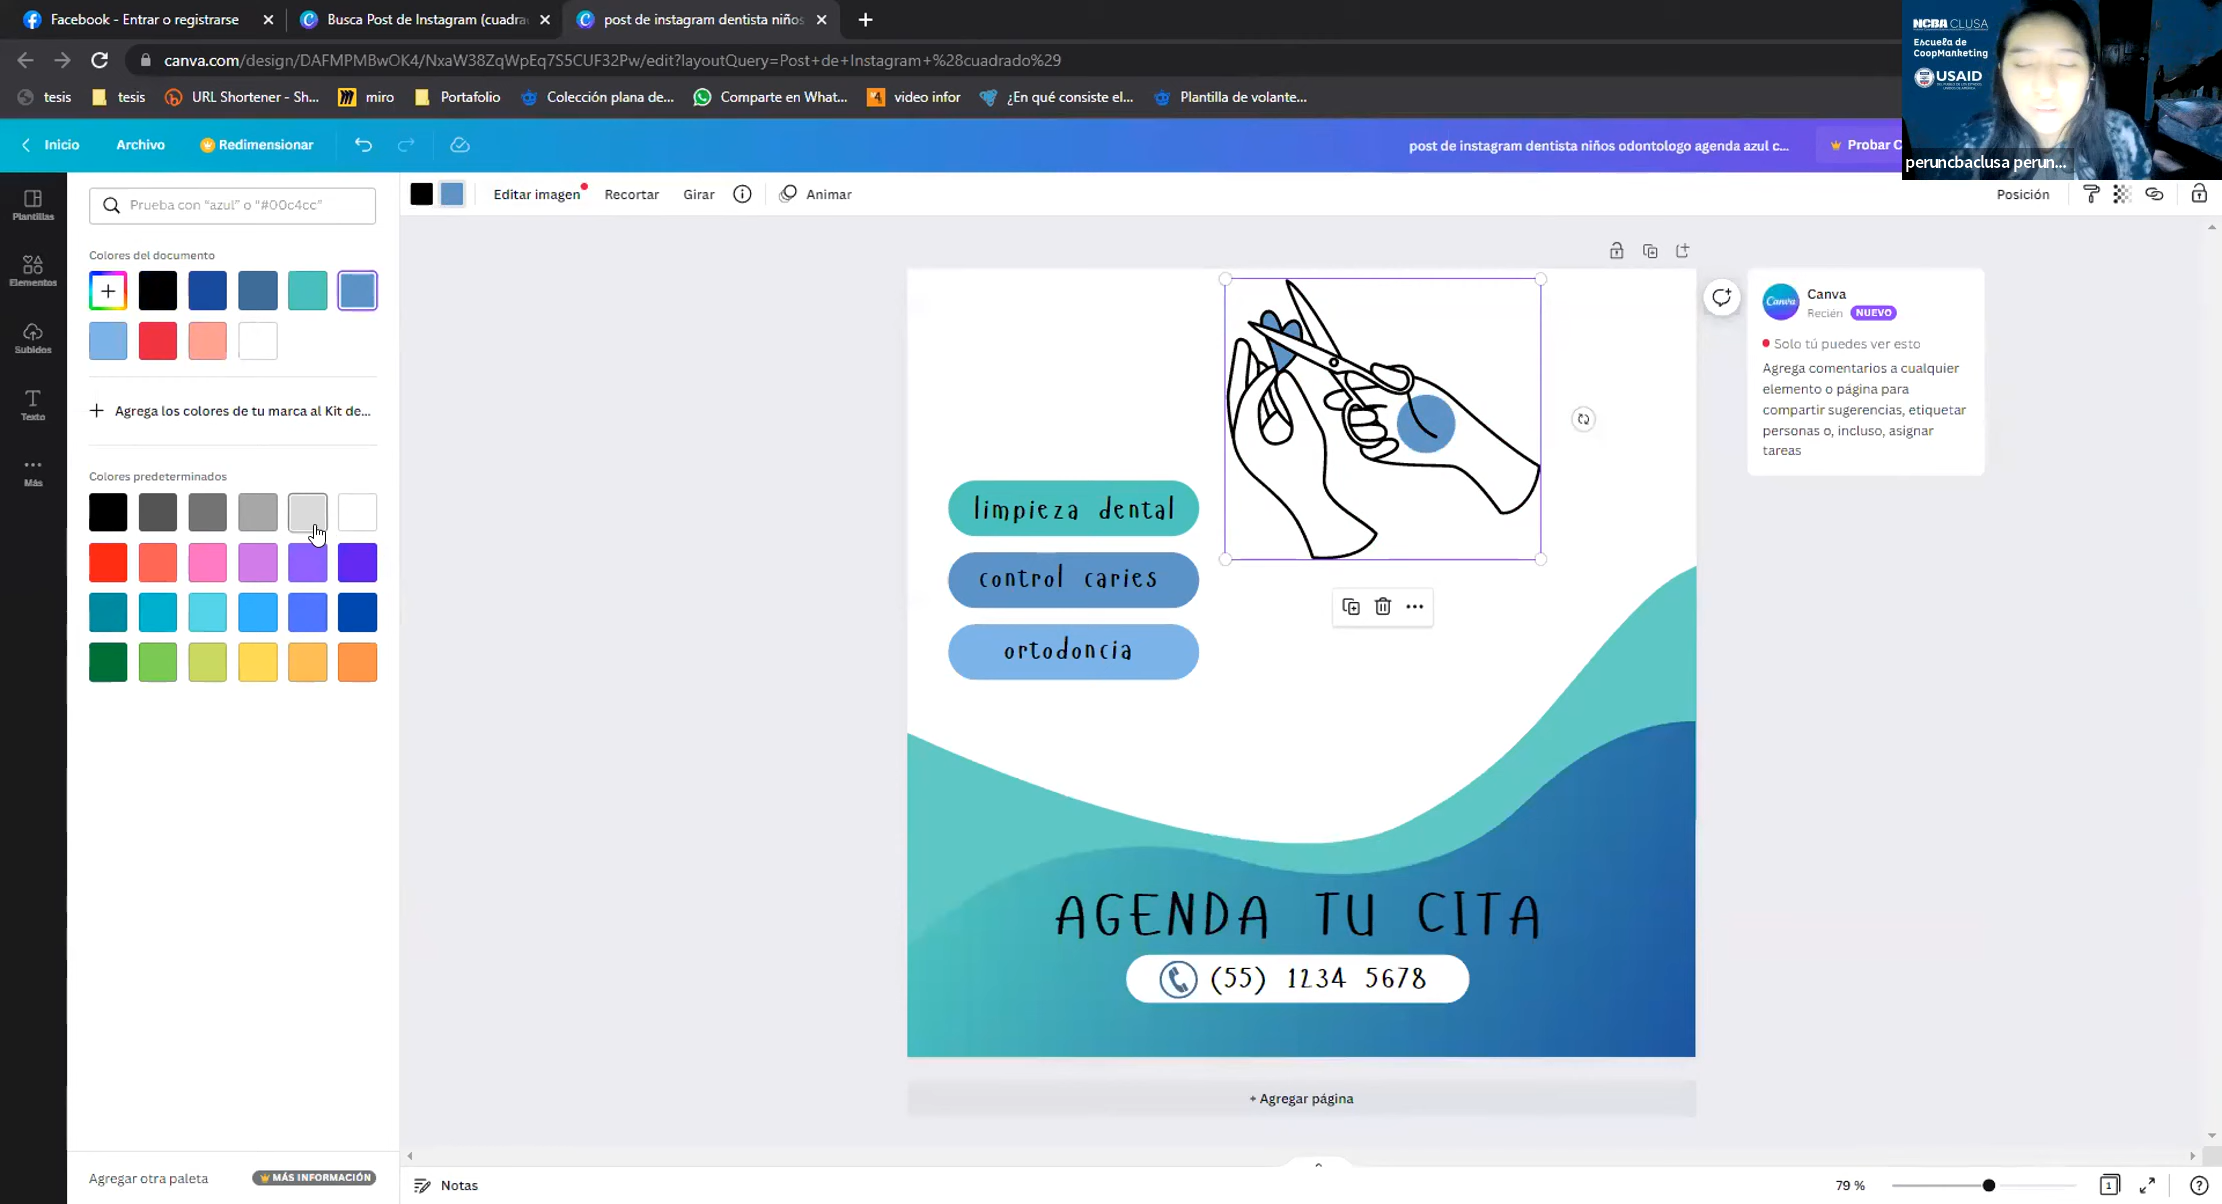 Facebook - Entrar o registrarse
Busca Post de Instagram (cuadra
post de instagram dentista niños
canva.com/design/DAFMPMBwOK4/NxaW38ZqWpEq7S5CUF32Pw/edit?layoutQuery=Post+de+Instagram+%28cuadrado%29
tesis
tesis
URL Shortener - Sh...
miro
Portafolio
Colección plana de...
Comparte en What...
video infor
¿En qué consiste el...
Plantilla de volante...
NCBA CLUSA
Escuela de
CoopMarketing
USAID
peruncbaclusa perun...
Inicio
Archivo
Redimensionar
post de instagram dentista niños odontologo agenda azul c...
Probar C
Plantillas
Elementos
Subidos
Texto
Más
Prueba con "azul" o "#00c4cc"
Editar imagen
Recortar
Girar
Animar
Posición
Colores del documento
Agrega los colores de tu marca al Kit de...
Colores predeterminados
Agregar otra paleta
MÁS INFORMACIÓN
limpieza dental
control caries
ortodoncia
AGENDA TU CITA
(55) 1234 5678
+ Agregar página
Canva
Canva
Recién NUEVO
Solo tú puedes ver esto
Agrega comentarios a cualquier
elemento o página para
compartir sugerencias, etiquetar
personas o, incluso, asignar
tareas
Notas
79 %
1